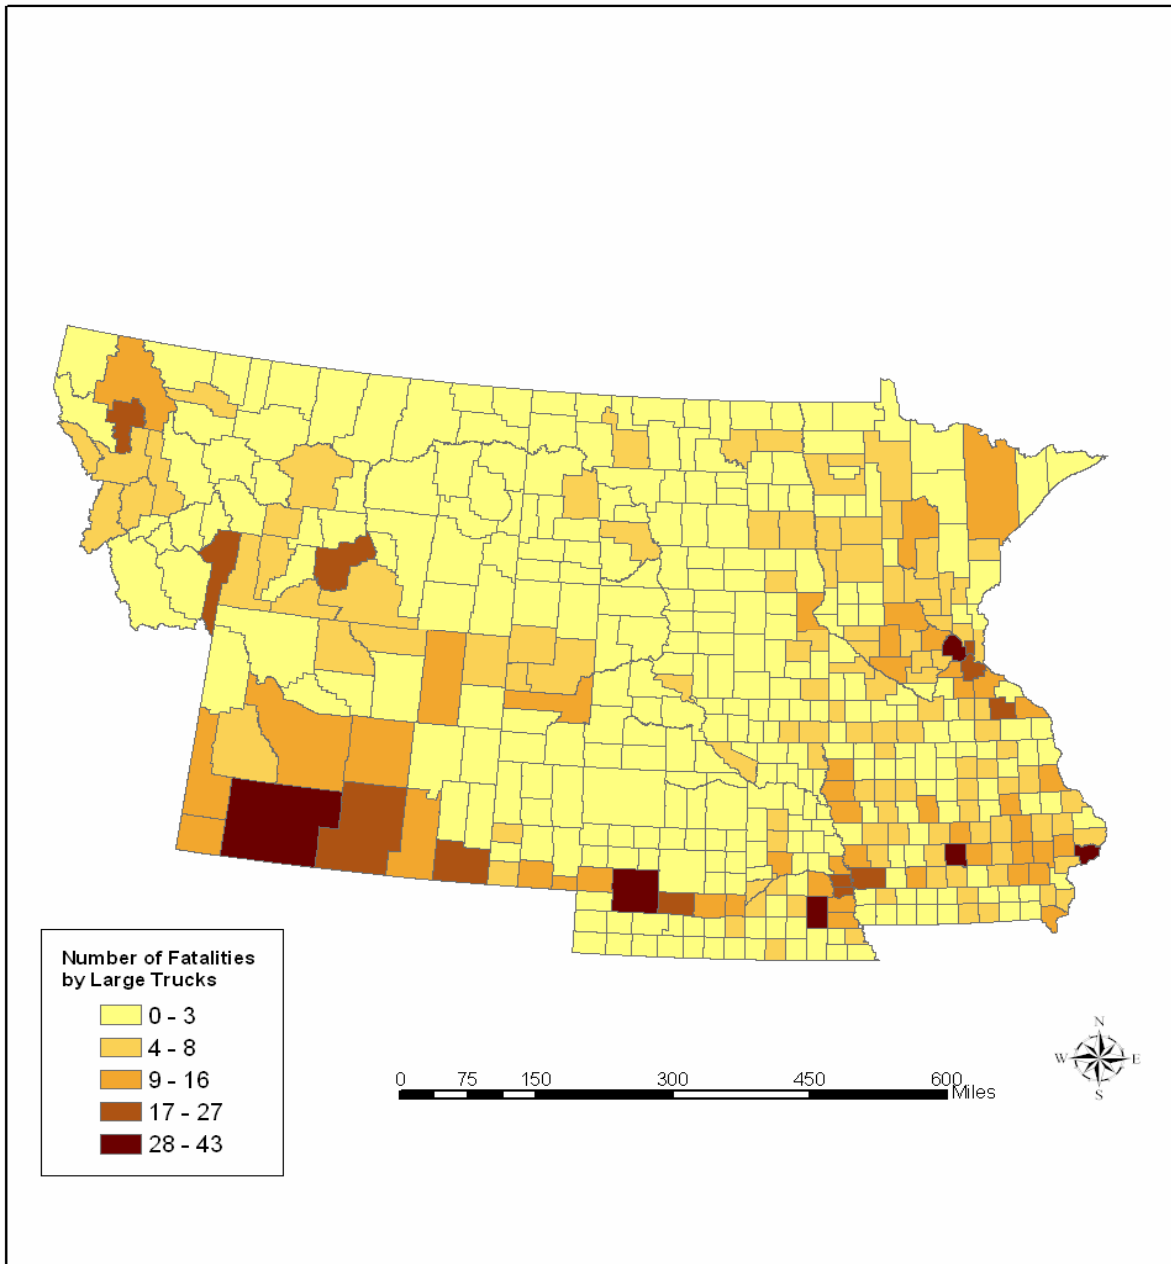 Number of Fatalities
by Large Trucks
0 - 3
4 - 8
9 - 16
17 - 27
28 - 43
0 75 150 300 450 600
Miles
N
W E
S